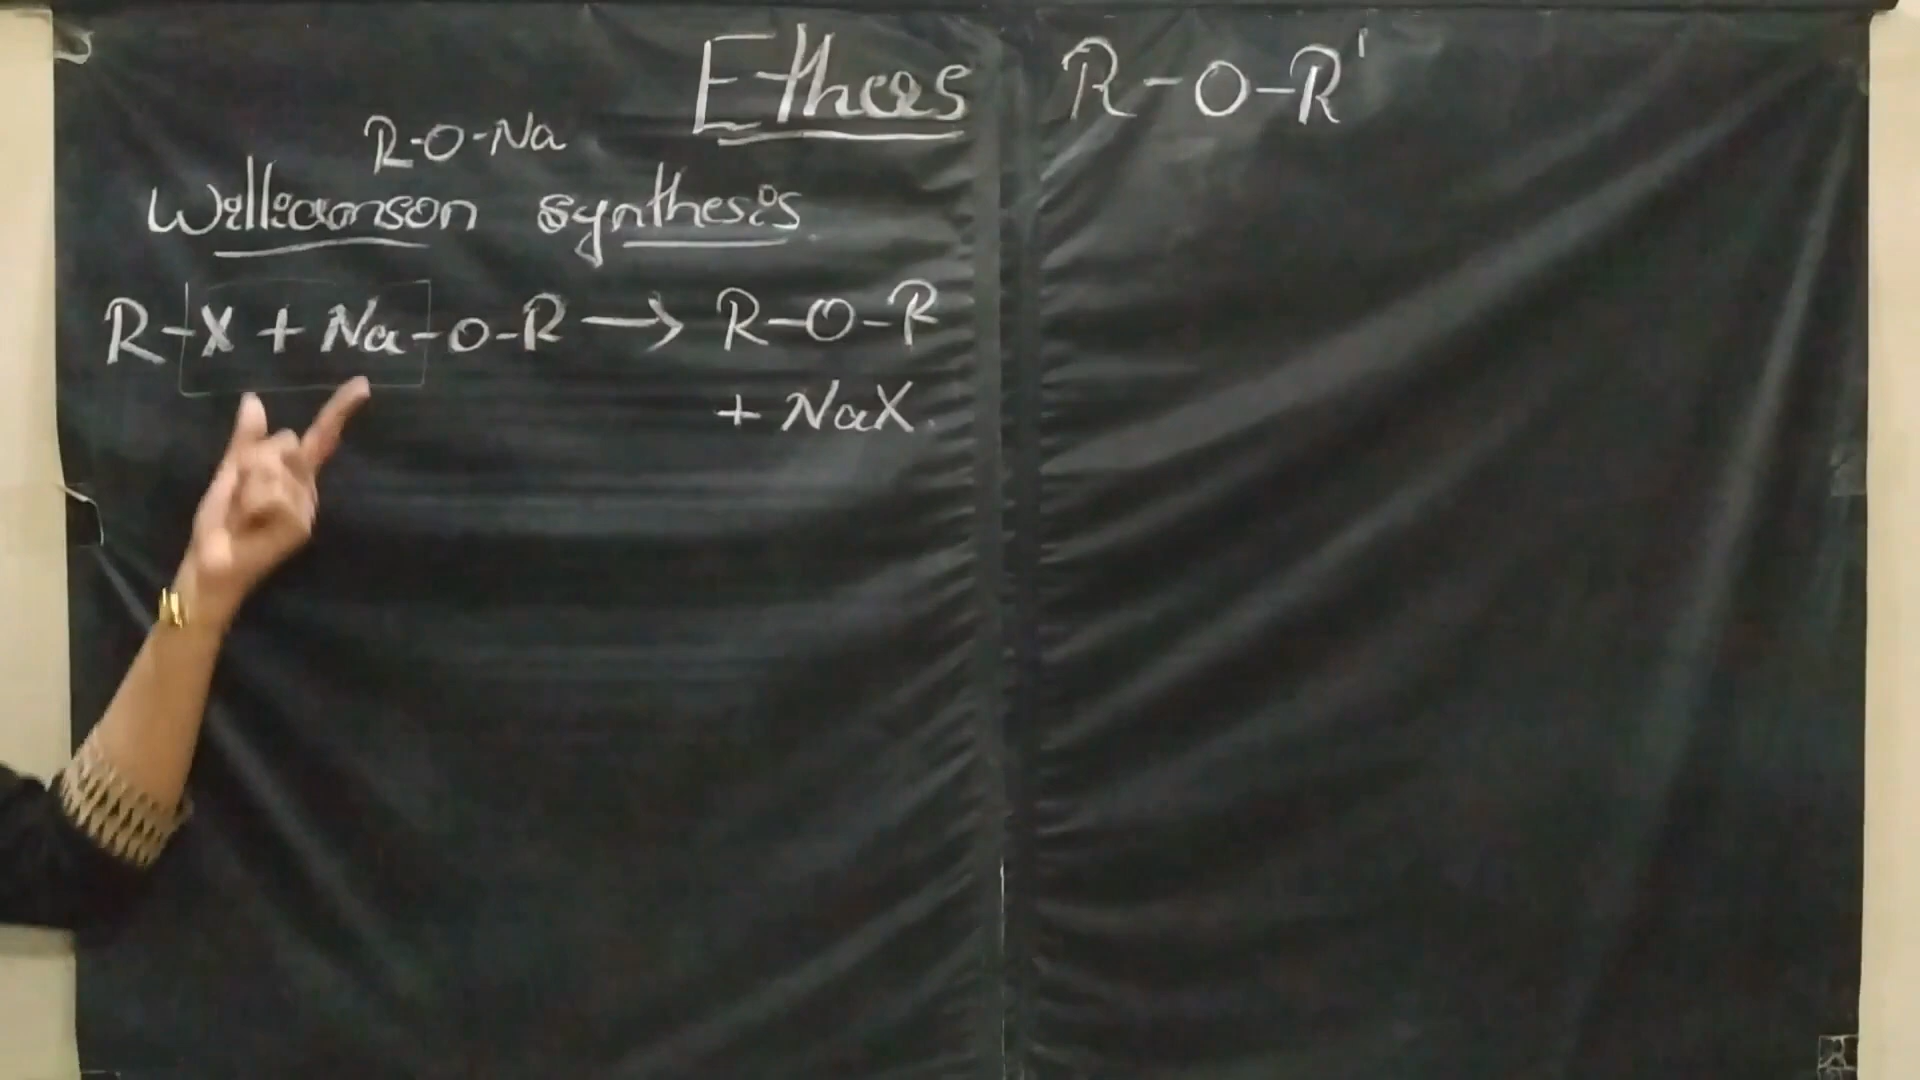 Ethers R-O-R'
R-O-Na
Williamson synthesis
R-X + Na-O-R → R-O-R
+ NaX